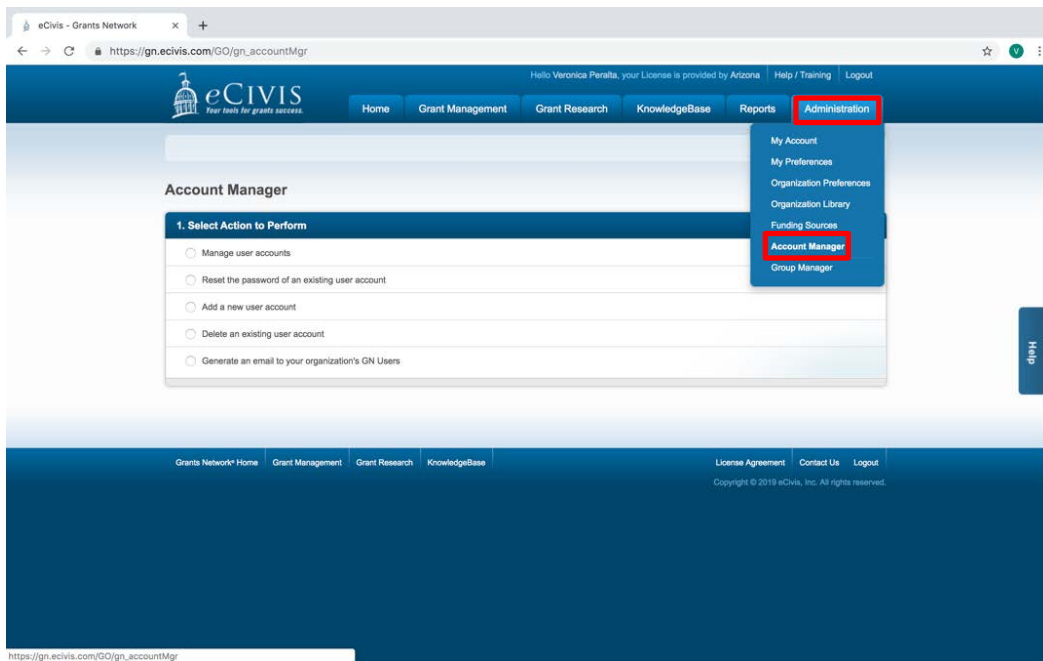 eCivis - Grants Network
https://gn.ecivis.com/GO/gn_accountMgr
V
Hello Veronica Peralta, your License is provided by Arizona Help / Training Logout
eCIVIS
Your tools for grants success.
Home Grant Management Grant Research KnowledgeBase Reports Administration
My Account
My Preferences
Organization Preferences
Organization Library
Funding Sources
Account Manager
Group Manager
Account Manager
1. Select Action to Perform
Manage user accounts
Reset the password of an existing user account
Add a new user account
Delete an existing user account
Generate an email to your organization's GN Users
Help
Grants Network® Home Grant Management Grant Research KnowledgeBase License Agreement Contact Us Logout
Copyright © 2019 eCivis, Inc. All rights reserved.
https://gn.ecivis.com/GO/gn_accountMgr